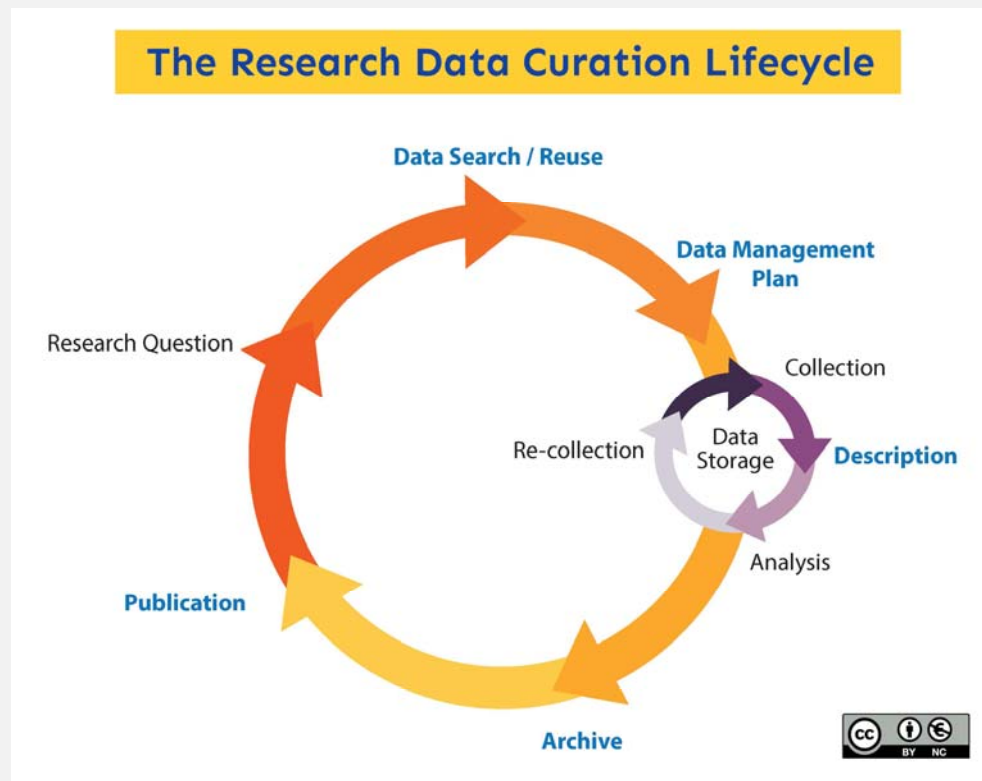 The Research Data Curation Lifecycle
Data Search / Reuse
Data Management
Plan
Research Question
Collection
Re-collection
Data
Storage
Description
Analysis
Publication
Archive
cc
BY NC